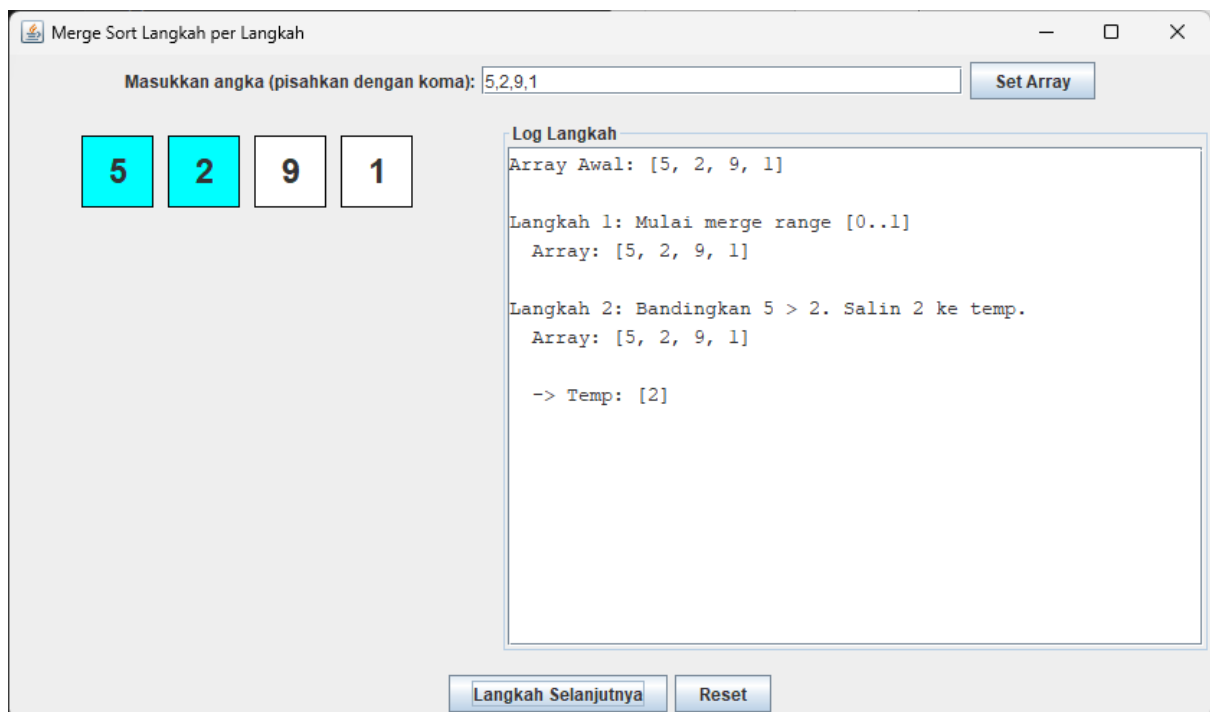 Merge Sort Langkah per Langkah
Masukkan angka (pisahkan dengan koma): 5,2,9,1 Set Array
5 2 9 1
Log Langkah
Array Awal: [5, 2, 9, 1]
Langkah 1: Mulai merge range [0..1]
Array: [5, 2, 9, 1]
Langkah 2: Bandingkan 5 > 2. Salin 2 ke temp.
Array: [5, 2, 9, 1]
-> Temp: [2]
Langkah Selanjutnya Reset